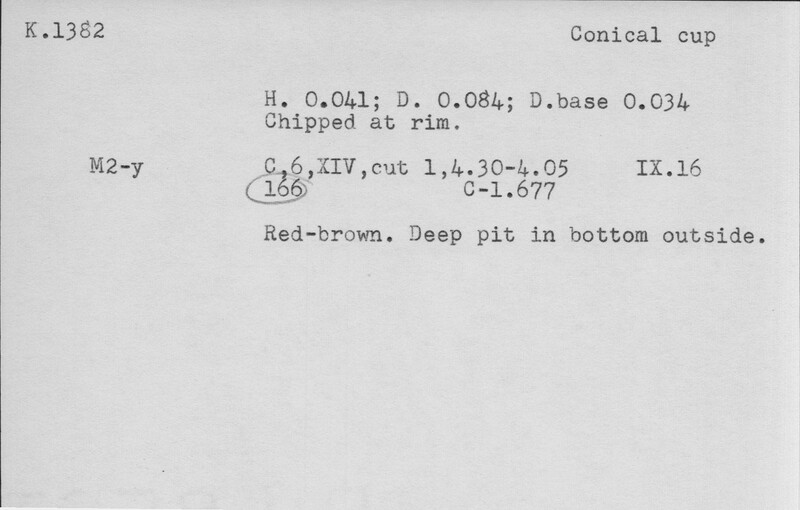 K.1382 Conical cup
H. 0.041; D. 0.084; D.base 0.034
Chipped at rim.
M2-y C,6,XIV,cut 1,4.30-4.05 IX.16
166 C-1.677
Red-brown. Deep pit in bottom outside.